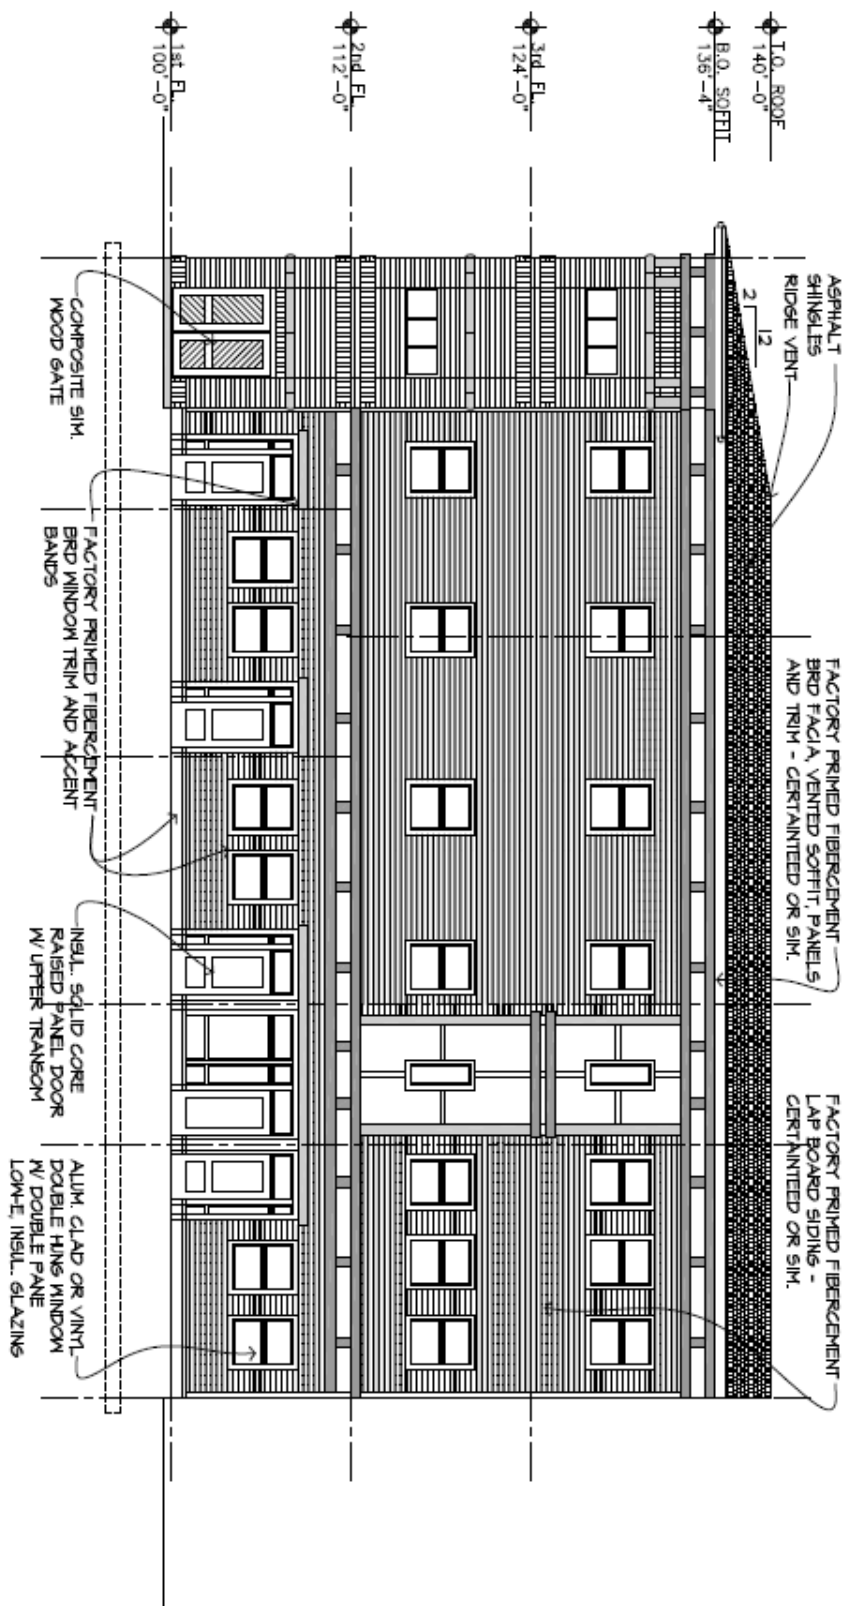 ASPHALT
SHINGLES
RIDGE VENT
12
2
FACTORY PRIMED FIBERCEMENT
BRD FACIA, VENTED SOFFIT, PANELS
AND TRIM - CERTAINTEED OR SIM.
FACTORY PRIMED FIBERCEMENT
LAP BOARD SIDING -
CERTAINTEED OR SIM.
T.O. ROOF
140'-0"
B.O. SOFFIT
136'-4"
3rd FL.
124'-0"
2nd FL.
112'-0"
1st FL.
100'-0"
COMPOSITE SIM.
WOOD GATE
FACTORY PRIMED FIBERCEMENT
BRD WINDOW TRIM AND ACCENT
BANDS
INSUL. SOLID CORE
RAISED PANEL DOOR
W/ UPPER TRANSOM
ALUM. CLAD OR VINYL
DOUBLE HUNG WINDOW
W/ DOUBLE PANE
LOW-E, INSUL. GLAZING